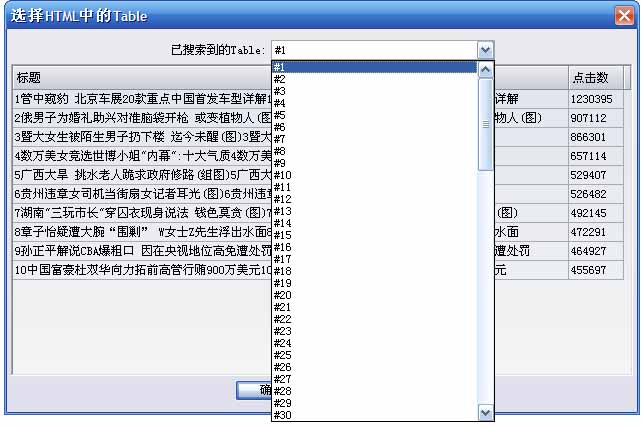 选择HTML中的Table
已搜索到的Table: #1
标题 点击数
1管中窥豹 北京车展20款重点中国首发车型详解1 详解 1230395
2俄男子为婚礼助兴对准脑袋开枪 或变植物人(图) 植物人(图) 907112
3暨大女生被陌生男子扔下楼 迄今未醒(图)3暨大 866301
4数万美女竞选世博小姐"内幕":十大气质4数万美 657114
5广西大旱 挑水老人跪求政府修路(组图)5广西大 529407
6贵州违章女司机当街扇女记者耳光(图)6贵州违章 526482
7湖南"三玩市长"穿囚衣现身说法 钱色莫贪(图)7 (图) 492145
8章子怡疑遭大腕“围剿” W女士Z先生浮出水面8 水面 472291
9孙正平解说CBA爆粗口 因在央视地位高免遭处罚 遭处罚 464927
10中国富豪杜双华向力拓前高管行贿900万美元10 元 455697
#1
#2
#3
#4
#5
#6
#7
#8
#9
#10
#11
#12
#13
#14
#15
#16
#17
#18
#19
#20
#21
#22
#23
#24
#25
#26
#27
#28
#29
#30
确